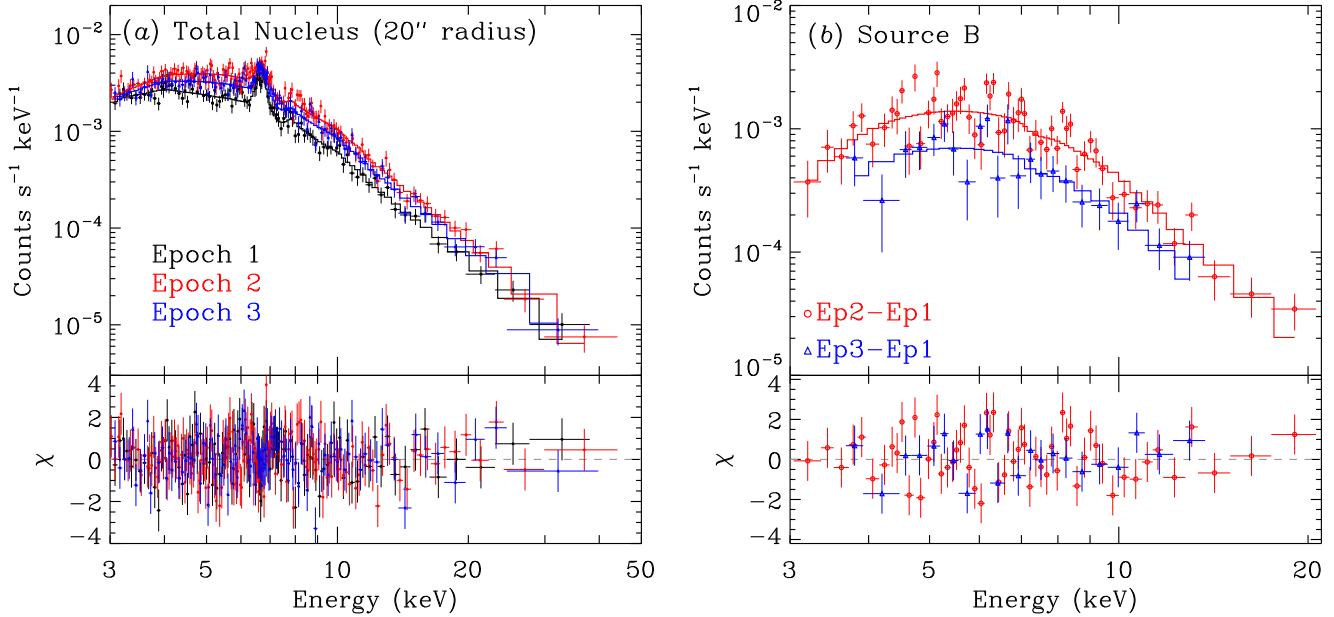 (a) Total Nucleus (20″ radius)
10⁻²
10⁻³
10⁻⁴
10⁻⁵
Counts s⁻¹ keV⁻¹
Epoch 1
Epoch 2
Epoch 3
4
2
0
−2
−4
χ
3 5 10 20 50
Energy (keV)
(b) Source B
10⁻²
10⁻³
10⁻⁴
10⁻⁵
Counts s⁻¹ keV⁻¹
Ep2−Ep1
Ep3−Ep1
4
2
0
−2
−4
χ
3 5 10 20
Energy (keV)